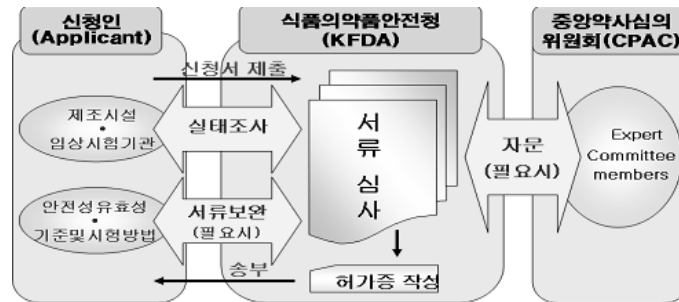 신청인
(Applicant)
식품의약품안전청
(KFDA)
중앙약사심의
위원회(CPAC)
신청서 제출
제조시설
•
임상시험기관
실태조사
서
류
심
사
자문
(필요시)
Expert
Committee
members
안전성유효성
•
기준및시험방법
서류보완
(필요시)
송부
허가증 작성